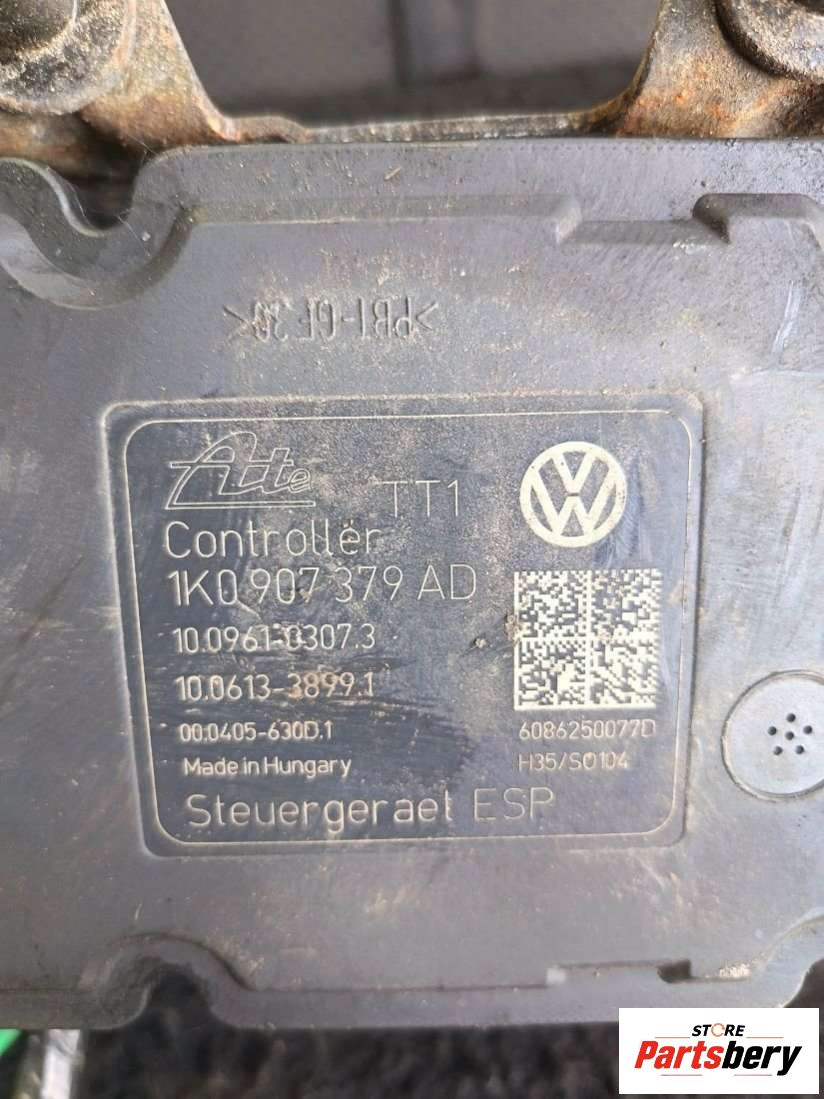 >PBT-GF30<
Ate TT1
Controller
1K0 907 379 AD
10.0961-0307.3
10.0613-3899.1
00.0405-630D.1
6086250077D
Made in Hungary
H35/S0104
Steuergeraet ESP
STORE
Partsbery